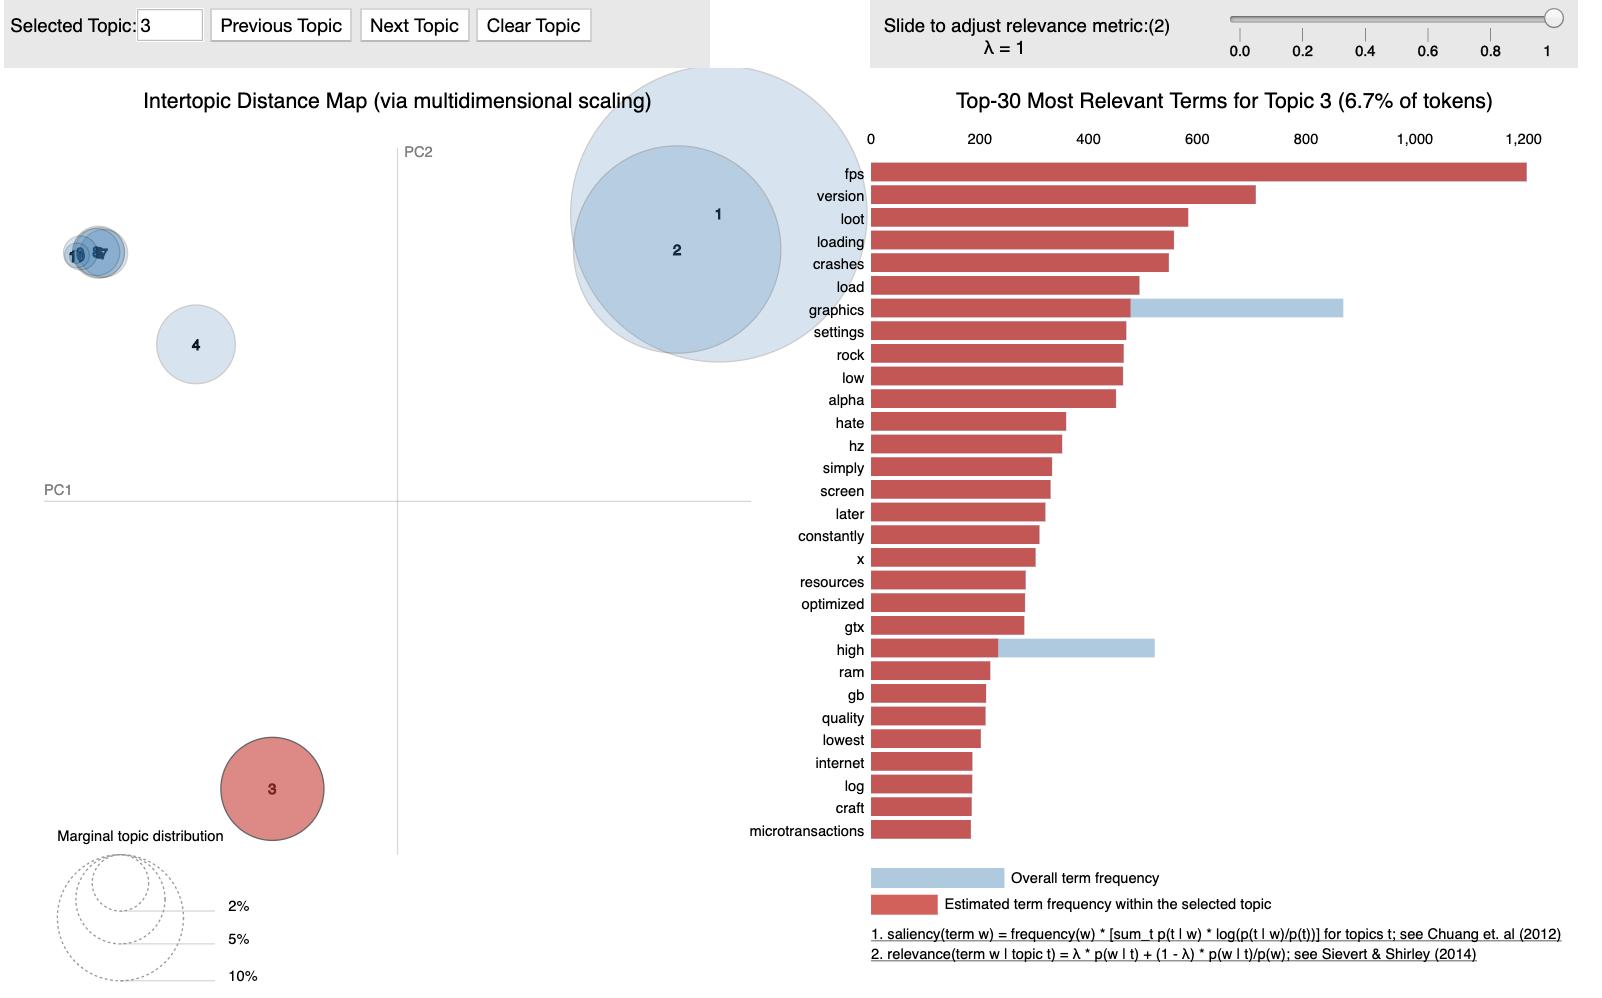 Selected Topic: 3 Previous Topic Next Topic Clear Topic
Slide to adjust relevance metric:(2)
λ = 1
0.0 0.2 0.4 0.6 0.8 1
Intertopic Distance Map (via multidimensional scaling)
PC2
1
2
4
PC1
3
Marginal topic distribution
2%
5%
10%
Top-30 Most Relevant Terms for Topic 3 (6.7% of tokens)
0 200 400 600 800 1,000 1,200
fps
version
loot
loading
crashes
load
graphics
settings
rock
low
alpha
hate
hz
simply
screen
later
constantly
x
resources
optimized
gtx
high
ram
gb
quality
lowest
internet
log
craft
microtransactions
Overall term frequency
Estimated term frequency within the selected topic
1. saliency(term w) = frequency(w) * [sum_t p(t | w) * log(p(t | w)/p(t))] for topics t; see Chuang et. al (2012)
2. relevance(term w | topic t) = λ * p(w | t) + (1 - λ) * p(w | t)/p(w); see Sievert & Shirley (2014)